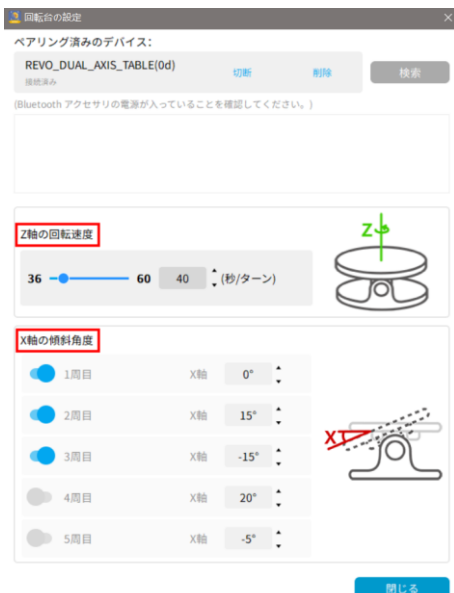 回転台の設定
ペアリング済みのデバイス：
REVO_DUAL_AXIS_TABLE(0d)
接続済み
切断
削除
検索
(Bluetooth アクセサリの電源が入っていることを確認してください。)
Z軸の回転速度
36
60
40
(秒/ターン)
Z
X軸の傾斜角度
1周目 X軸 0°
2周目 X軸 15°
3周目 X軸 -15°
4周目 X軸 20°
5周目 X軸 -5°
X
閉じる